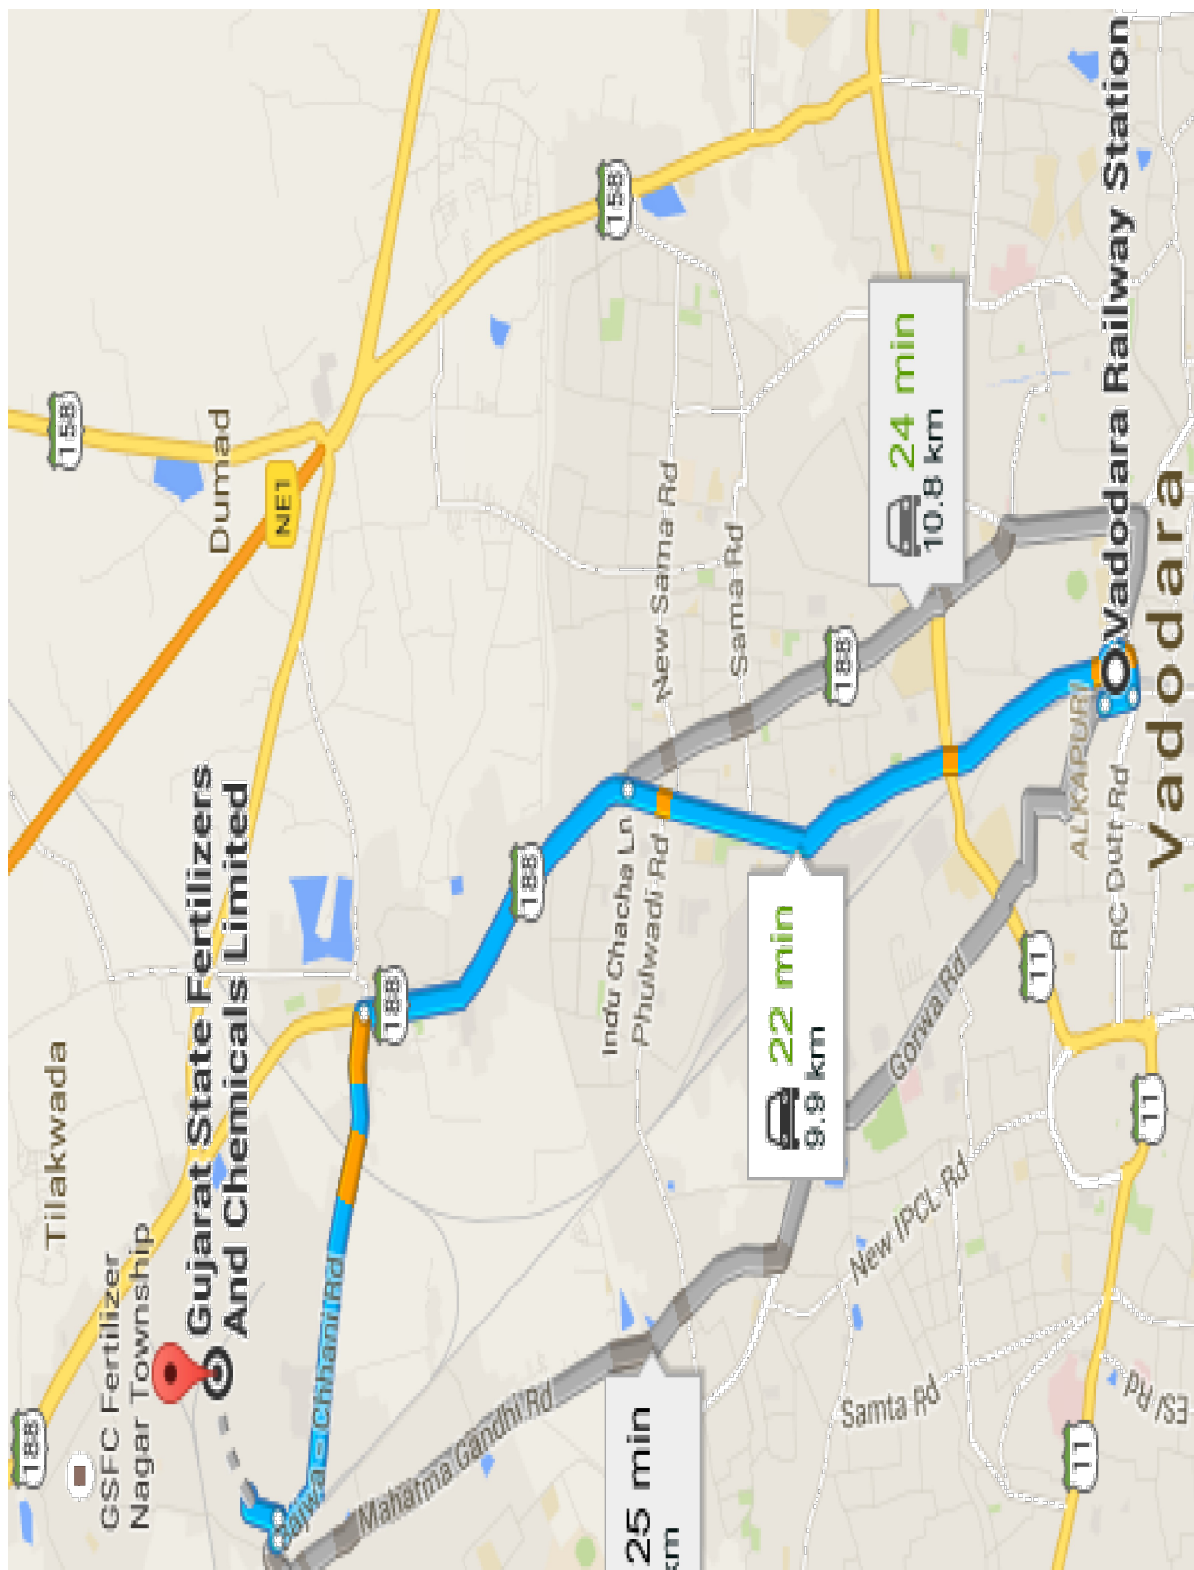 188
GSFC Fertilizer
Nagar Township
Tilakwada
Gujarat State Fertilizers
And Chemicals Limited
Dumad
158
NE1
158
Mahatma Gandhi Rd
Chhani Rd
188
188
Indu Chacha Ln
Phulwadi Rd
New Sama Rd
Sama Rd
188
25 min
km
22 min
9.9 km
24 min
10.8 km
Samta Rd
New IPCL Rd
Gorwa Rd
11
11
11
ESI Rd
RC Dutt Rd
ALKAPURI
Vadodara Railway Station
Vadodara